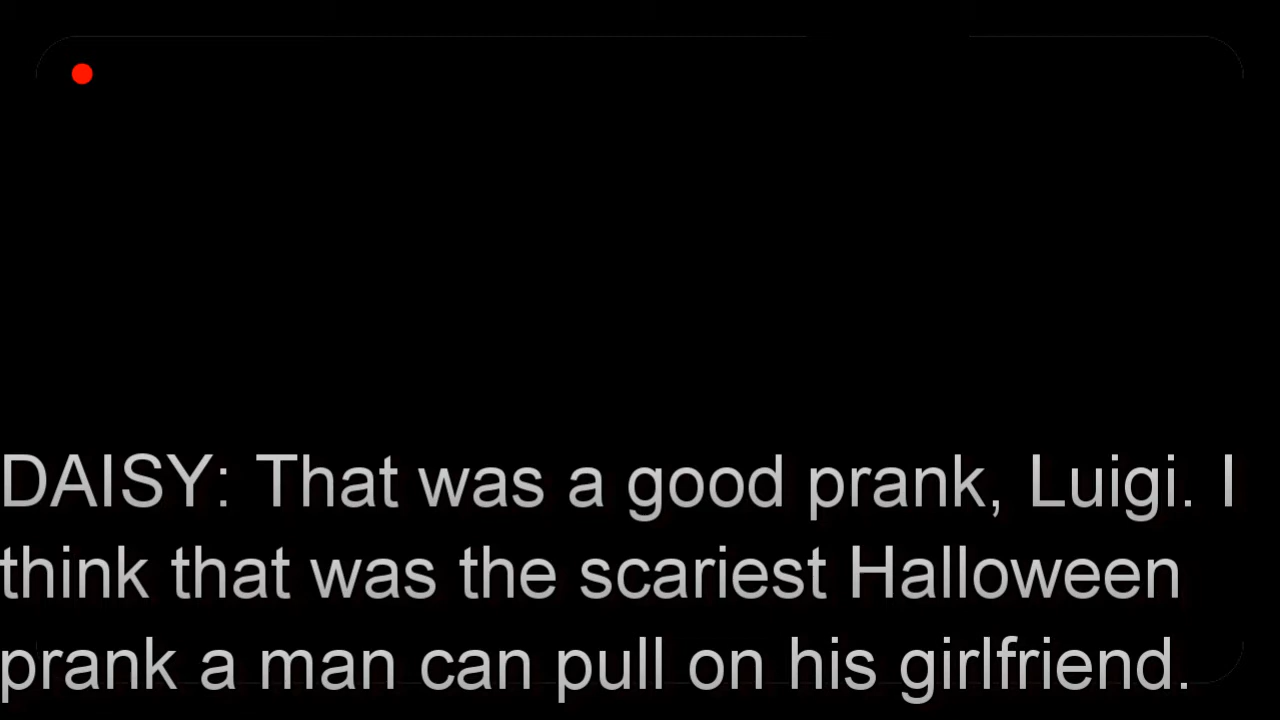 DAISY: That was a good prank, Luigi. I
think that was the scariest Halloween
prank a man can pull on his girlfriend.